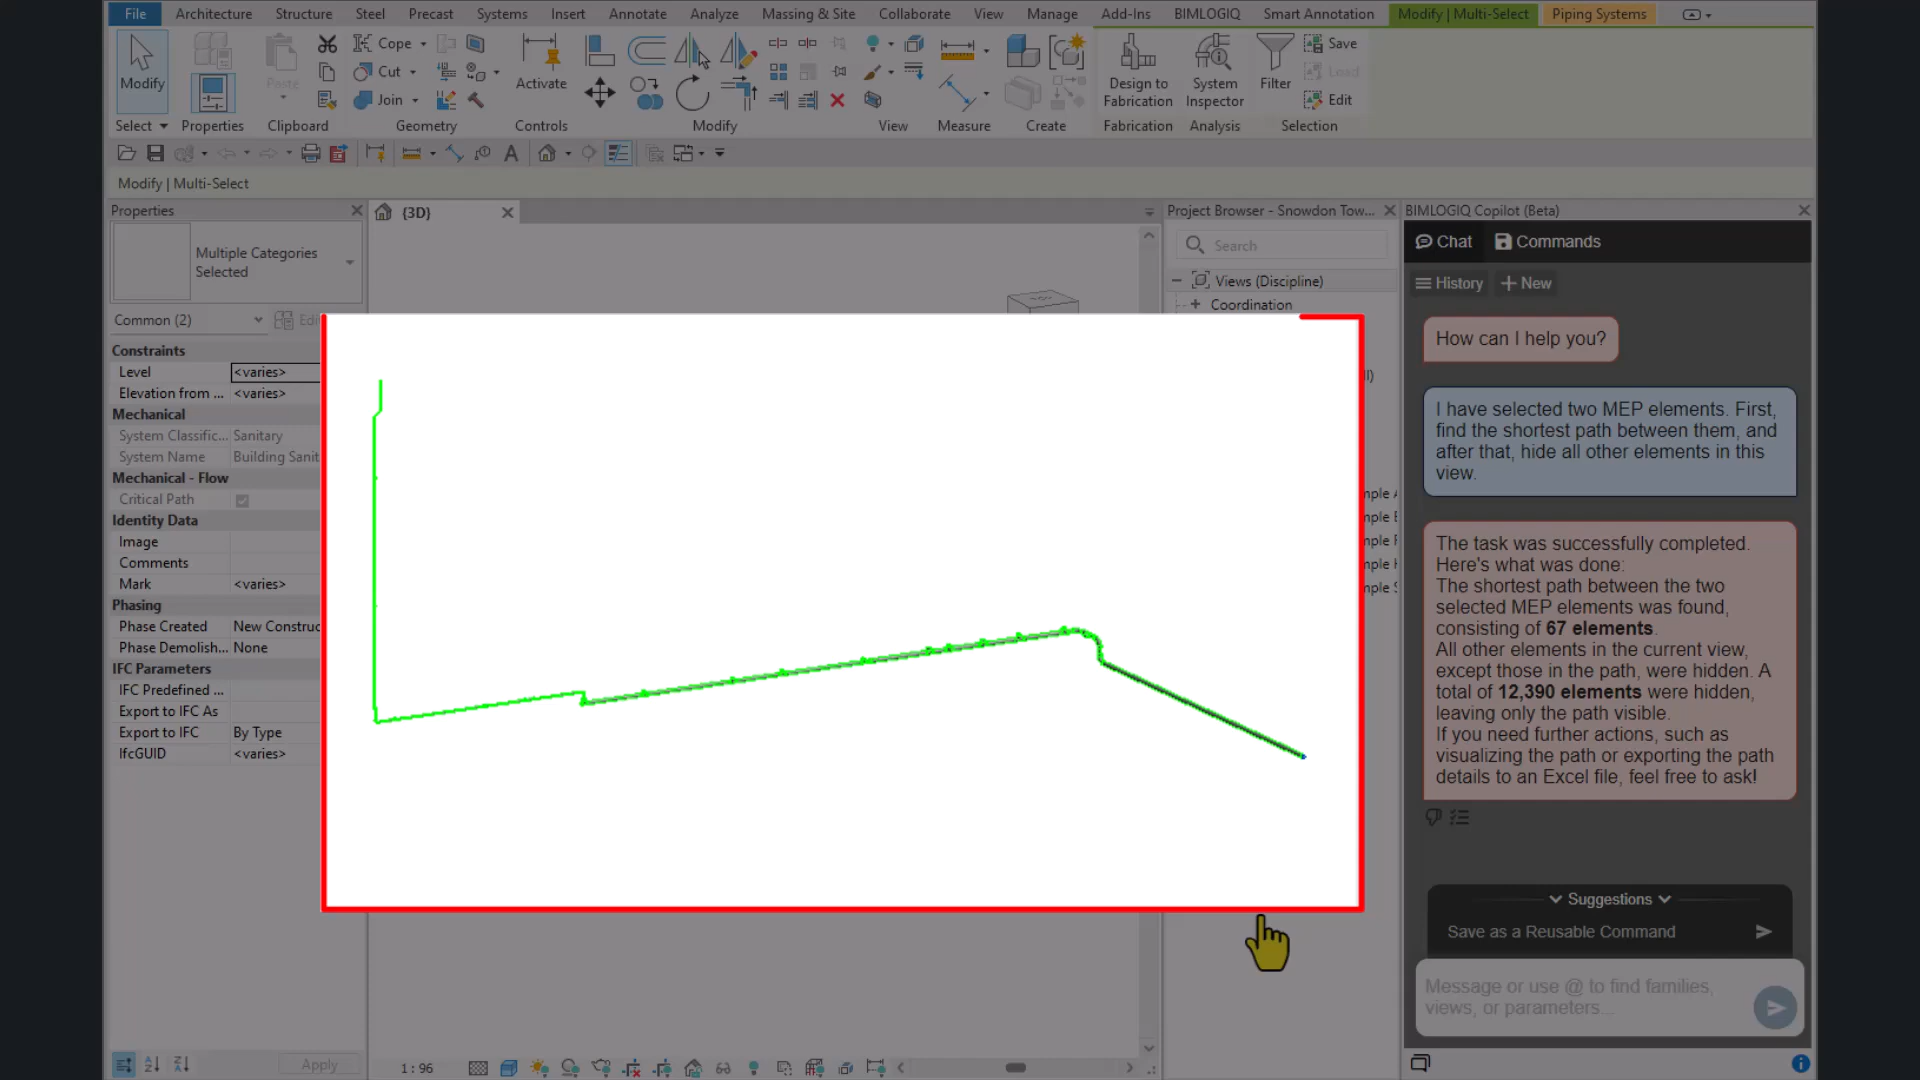 File Architecture Structure Steel Precast Systems Insert Annotate Analyze Massing & Site Collaborate View Manage Add-Ins BIMLOGIQ Smart Annotation Modify | Multi-Select Piping Systems
Modify
Paste
Cope
Cut
Join
Activate
Design to
Fabrication
System
Inspector
Filter
Save
Load
Edit
Select Properties Clipboard Geometry Controls Modify View Measure Create Fabrication Analysis Selection
Modify | Multi-Select
Properties
Multiple Categories
Selected
Common (2)
Constraints
Level <varies>
Elevation from ... <varies>
Mechanical
System Classific... Sanitary
System Name Building Sanit
Mechanical - Flow
Critical Path
Identity Data
Image
Comments
Mark <varies>
Phasing
Phase Created New Construc
Phase Demolish... None
IFC Parameters
IFC Predefined ...
Export to IFC As
Export to IFC By Type
IfcGUID <varies>
Apply
{3D}
1 : 96
Project Browser - Snowdon Tow...
Search
Views (Discipline)
Coordination
BIMLOGIQ Copilot (Beta)
Chat Commands
History New
How can I help you?
I have selected two MEP elements. First,
find the shortest path between them, and
after that, hide all other elements in this
view.
The task was successfully completed.
Here's what was done:
The shortest path between the two
selected MEP elements was found,
consisting of 67 elements.
All other elements in the current view,
except those in the path, were hidden. A
total of 12,390 elements were hidden,
leaving only the path visible.
If you need further actions, such as
visualizing the path or exporting the path
details to an Excel file, feel free to ask!
Suggestions
Save as a Reusable Command
Message or use @ to find families,
views, or parameters...